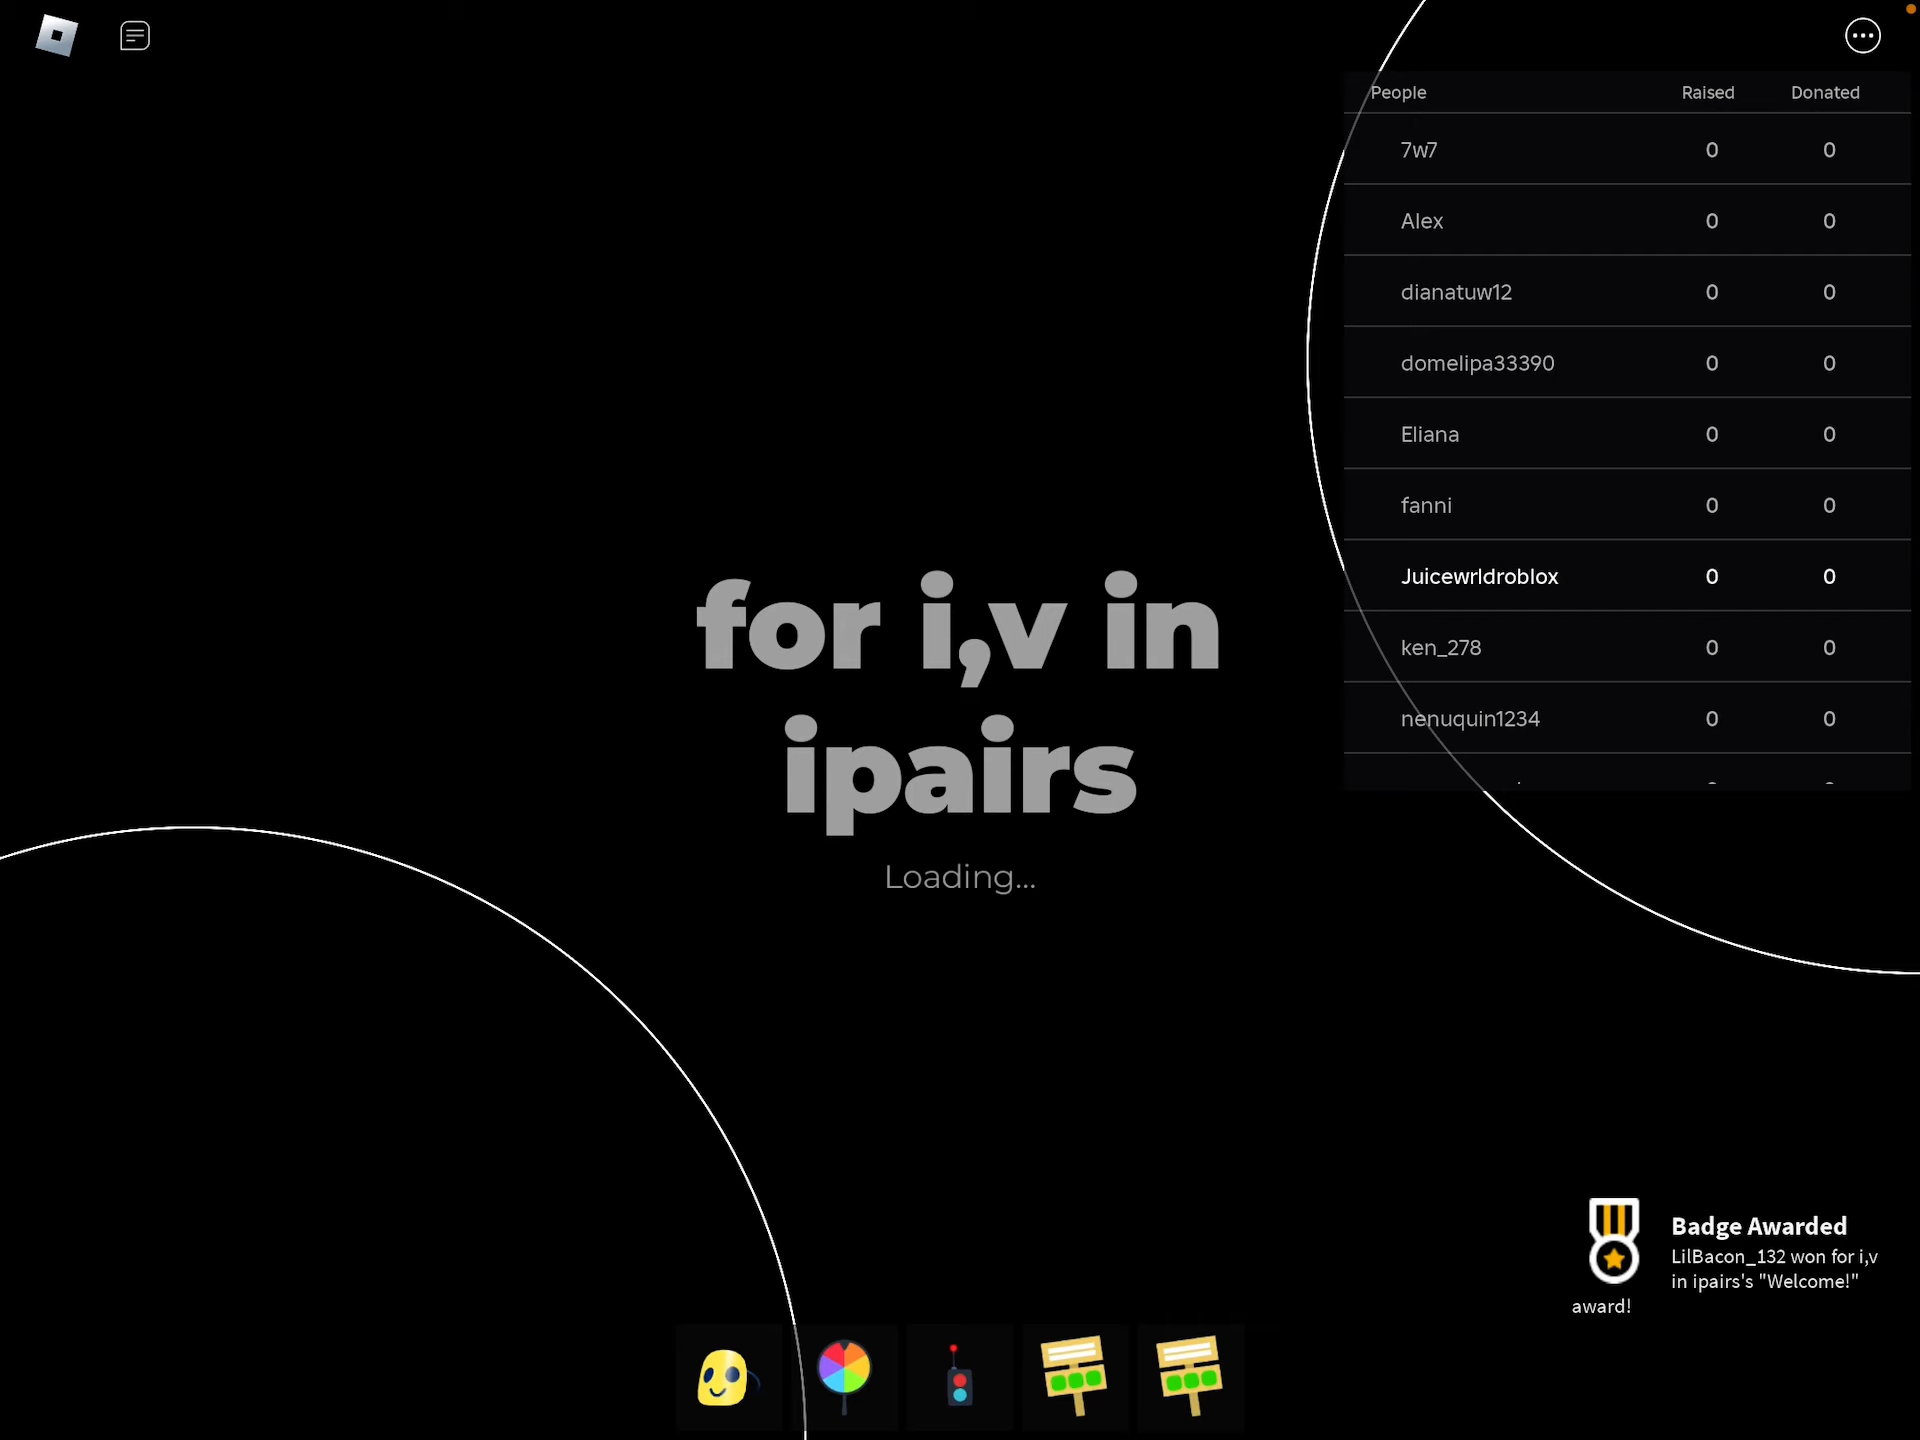 People Raised Donated
7w7 0 0
Alex 0 0
dianatuw12 0 0
domelipa33390 0 0
Eliana 0 0
fanni 0 0
Juicewrldroblox 0 0
ken_278 0 0
nenuquin1234 0 0
for i,v in
ipairs
Loading...
Badge Awarded
LilBacon_132 won for i,v
in ipairs's "Welcome!"
award!